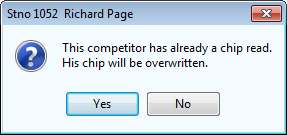 Stno 1052  Richard Page
This competitor has already a chip read.
His chip will be overwritten.
Yes
No